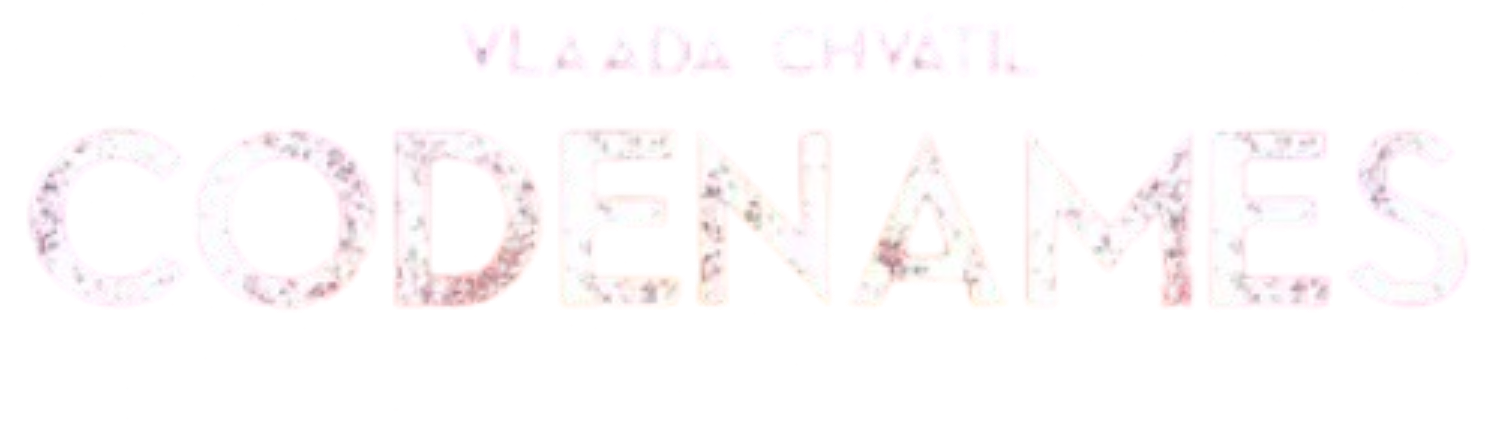 VLAADA CHVÁTIL
CODENAMES